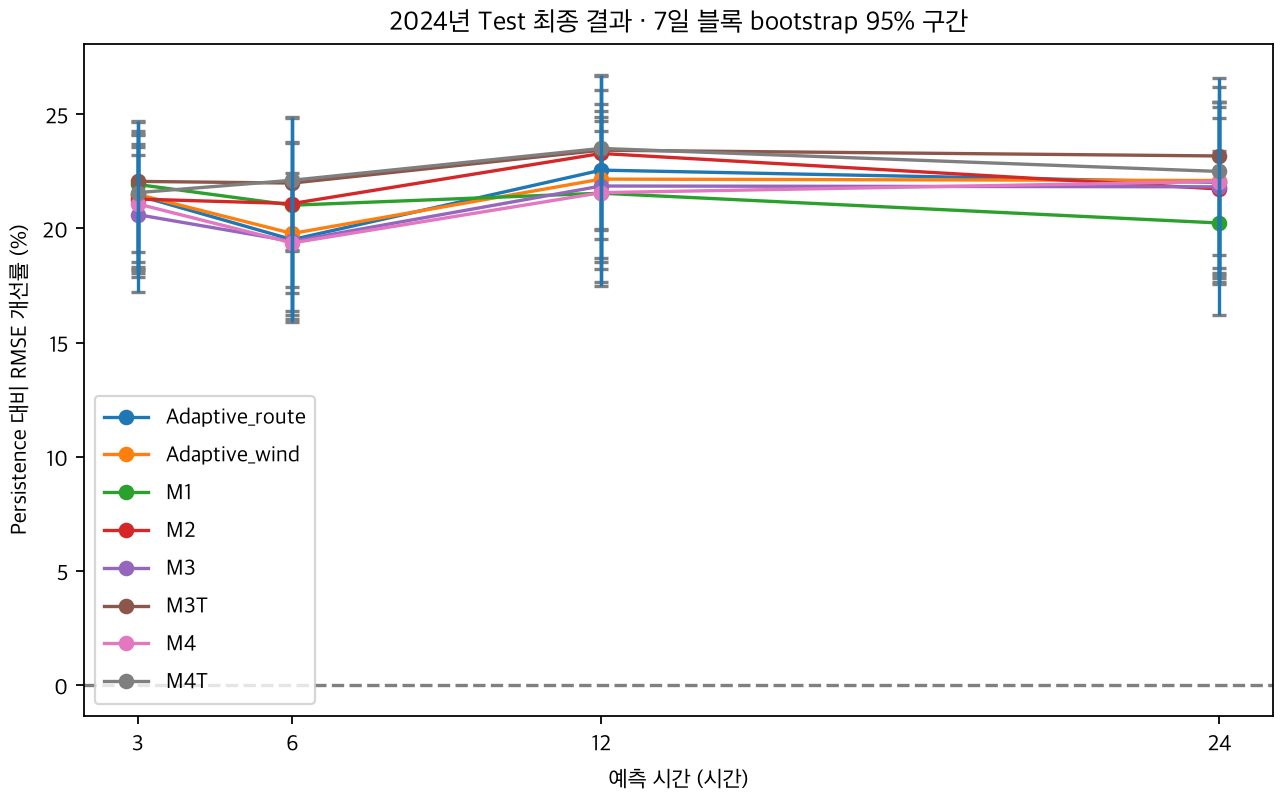 2024년 Test 최종 결과 · 7일 블록 bootstrap 95% 구간
Persistence 대비 RMSE 개선률 (%)
25
20
15
10
5
0
Adaptive_route
Adaptive_wind
M1
M2
M3
M3T
M4
M4T
3
6
12
24
예측 시간 (시간)